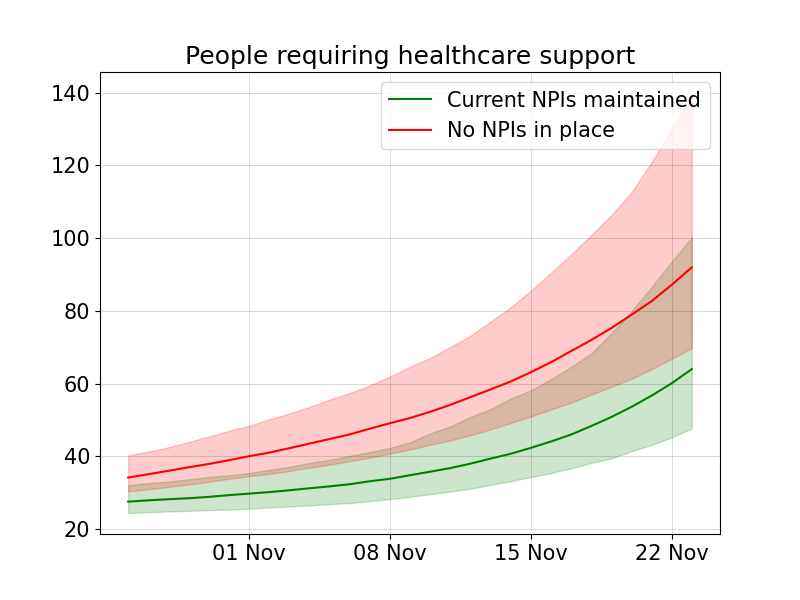 People requiring healthcare support
Current NPIs maintained
No NPIs in place
140
120
100
80
60
40
20
01 Nov 08 Nov 15 Nov 22 Nov